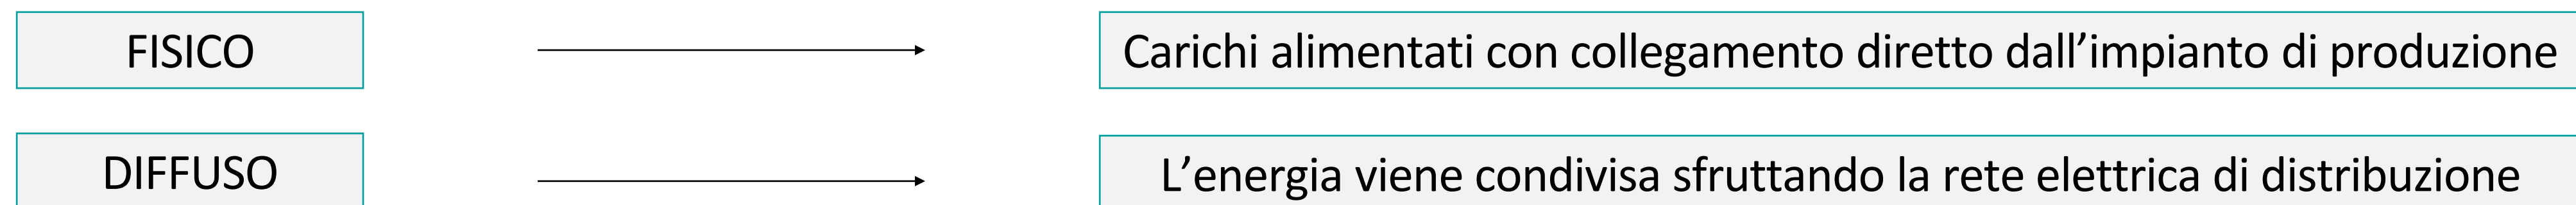 FISICO
Carichi alimentati con collegamento diretto dall’impianto di produzione
DIFFUSO
L’energia viene condivisa sfruttando la rete elettrica di distribuzione